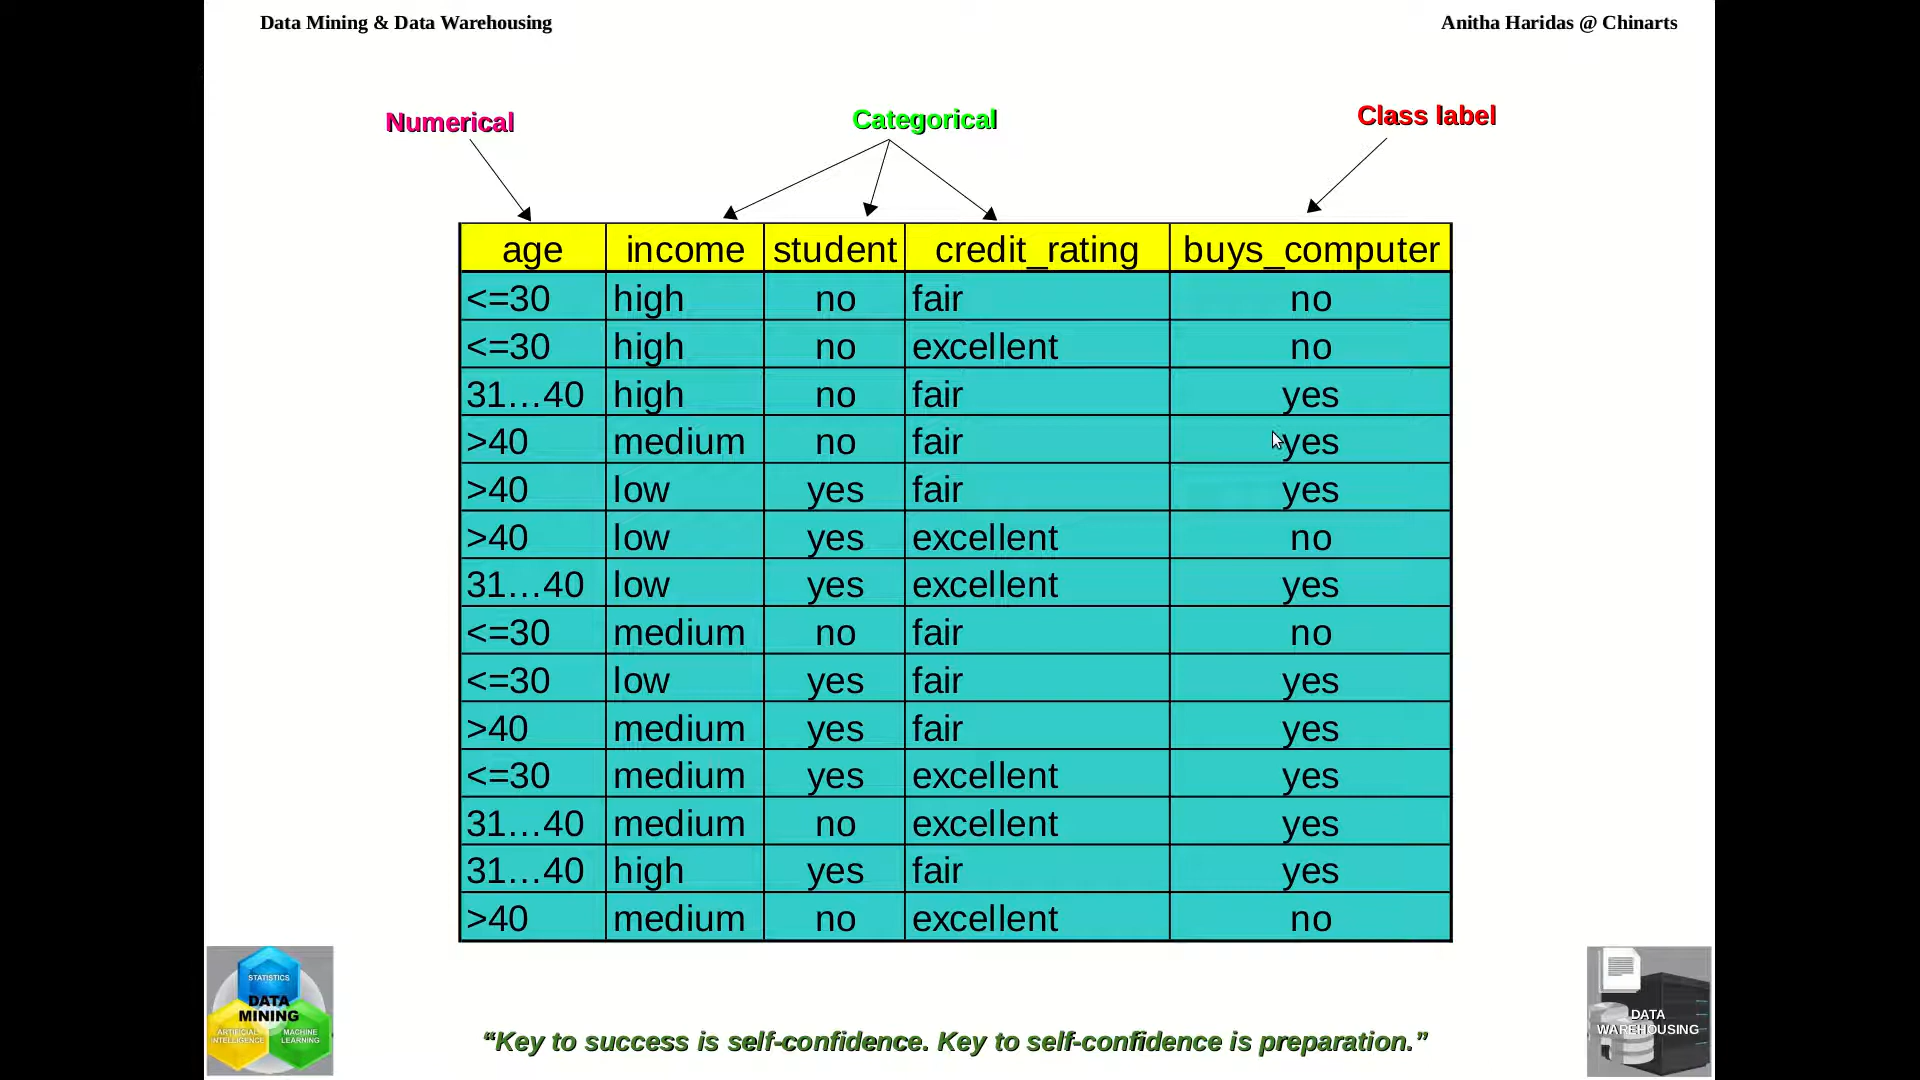 Data Mining & Data Warehousing
Anitha Haridas @ Chinarts
Numerical
Categorical
Class label
age income student credit_rating buys_computer
<=30 high no fair no
<=30 high no excellent no
31…40 high no fair yes
>40 medium no fair yes
>40 low yes fair yes
>40 low yes excellent no
31…40 low yes excellent yes
<=30 medium no fair no
<=30 low yes fair yes
>40 medium yes fair yes
<=30 medium yes excellent yes
31…40 medium no excellent yes
31…40 high yes fair yes
>40 medium no excellent no
STATISTICS
DATA
MINING
ARTIFICIAL
INTELLIGENCE
MACHINE
LEARNING
“Key to success is self-confidence. Key to self-confidence is preparation.”
DATA
WAREHOUSING